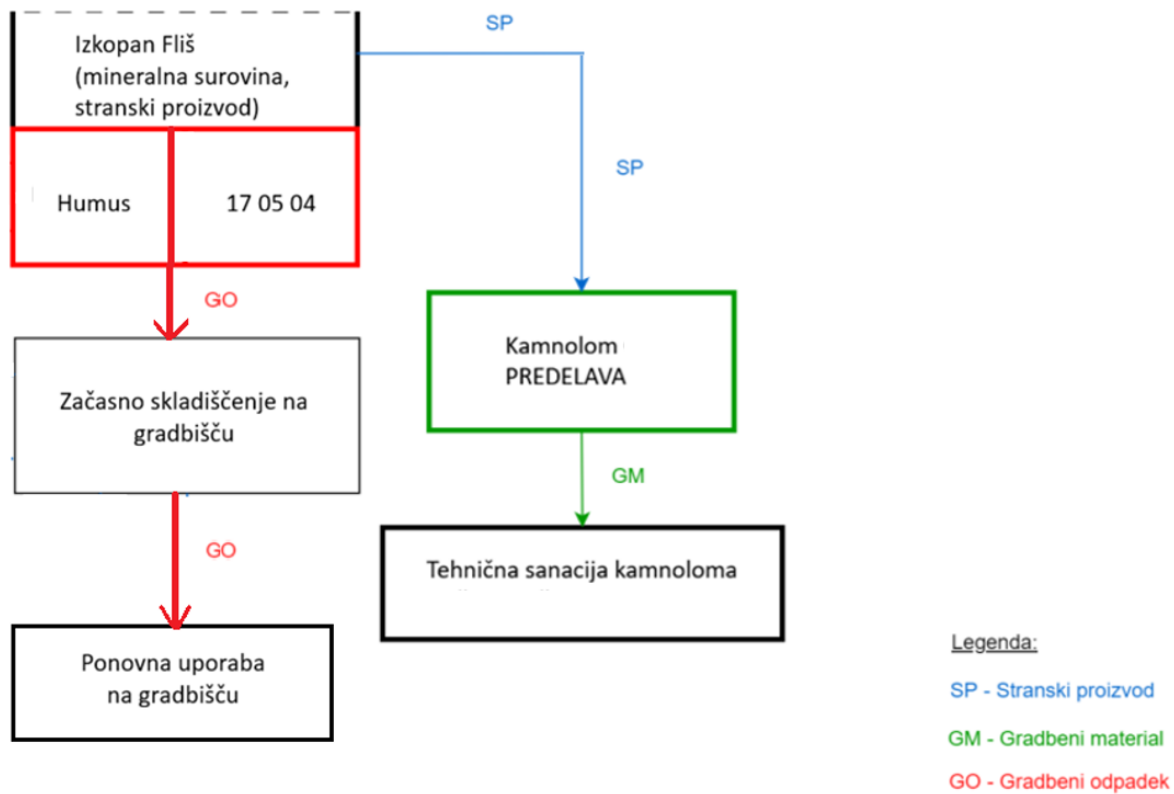 SP
Izkopan Fliš
(mineralna surovina,
stranski proizvod)
SP
Humus
17 05 04
GO
Kamnolom
PREDELAVA
Začasno skladiščenje na
gradbišču
GM
GO
Tehnična sanacija kamnoloma
Ponovna uporaba
na gradbišču
Legenda:
SP - Stranski proizvod
GM - Gradbeni material
GO - Gradbeni odpadek